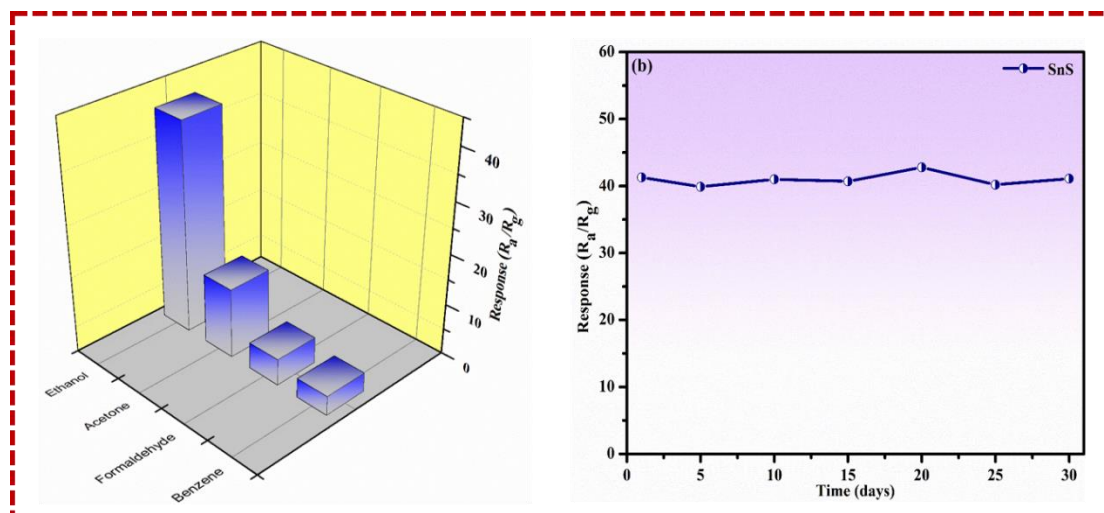 40
30
20
10
0
Response (Ra/Rg)
Ethanol
Acetone
Formaldehyde
Benzene
(b)
SnS
60
50
40
30
20
10
0
Response (Ra/Rg)
0 5 10 15 20 25 30
Time (days)